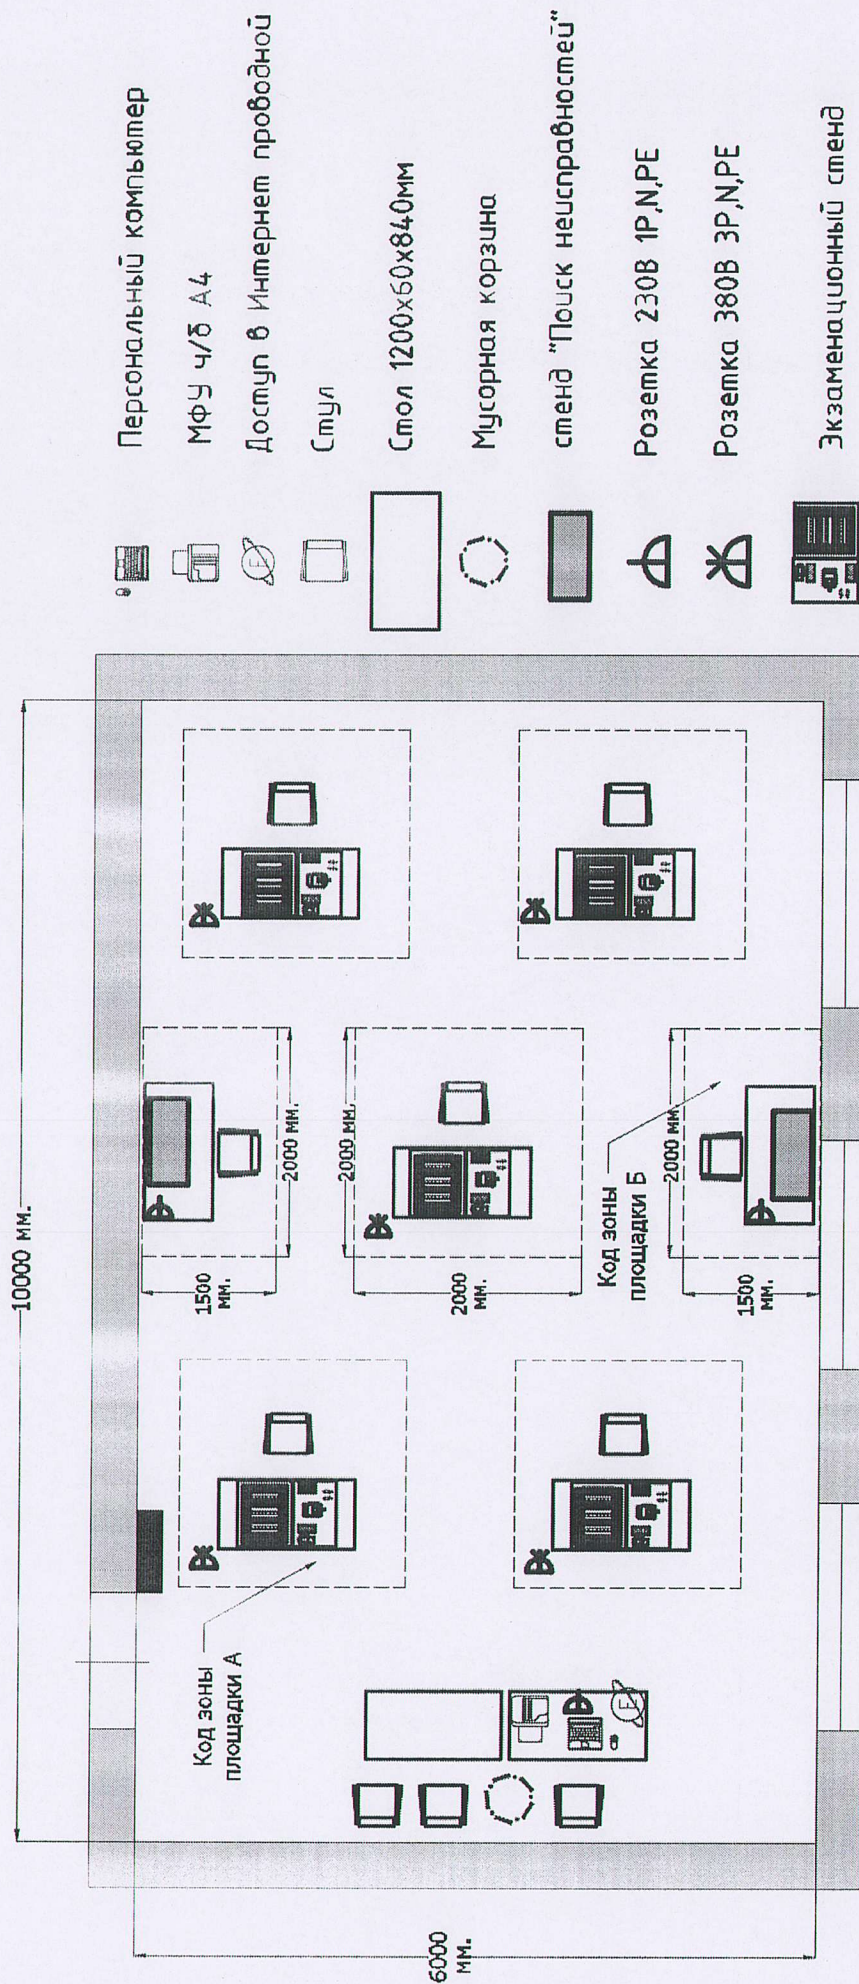 10000 мм.
6000
мм.
Код зоны
площадки А
1500
мм.
2000 мм.
2000 мм.
2000
мм.
Код зоны
площадки Б
2000 мм.
1500
мм.
Персональный компьютер
МФУ ч/б А4
Доступ в Интернет проводной
Стул
Стол 1200х60х840мм
Мусорная корзина
стенд "Поиск неисправностей"
Розетка 230В 1P,N,PE
Розетка 380В 3P,N,PE
Экзаменационный стенд